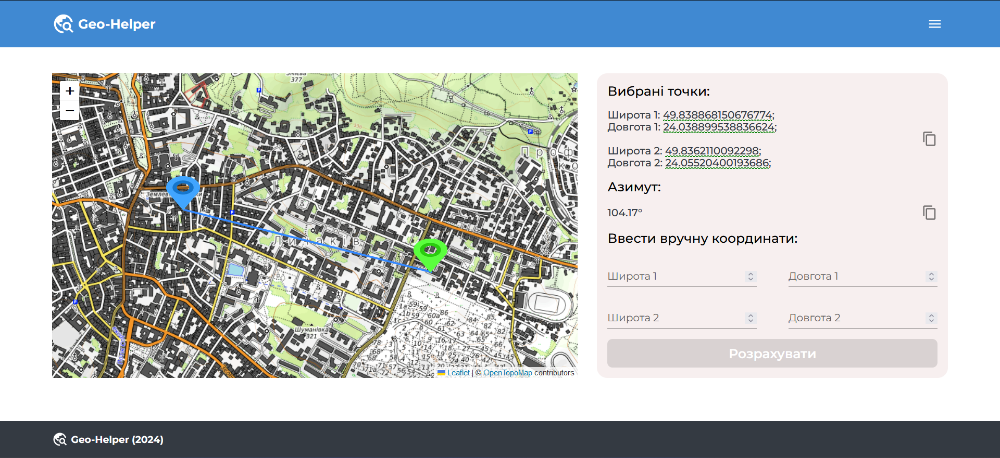 Geo-Helper
+
−
377
330
Проф
Личаків
Шуманівка
321
Leaflet | © OpenTopoMap contributors
Вибрані точки:
Широта 1: 49.838868150676774;
Довгота 1: 24.038899538836624;
Широта 2: 49.8362110092298;
Довгота 2: 24.05520400193686;
Азимут:
104.17°
Ввести вручну координати:
Широта 1
Довгота 1
Широта 2
Довгота 2
Розрахувати
Geo-Helper (2024)